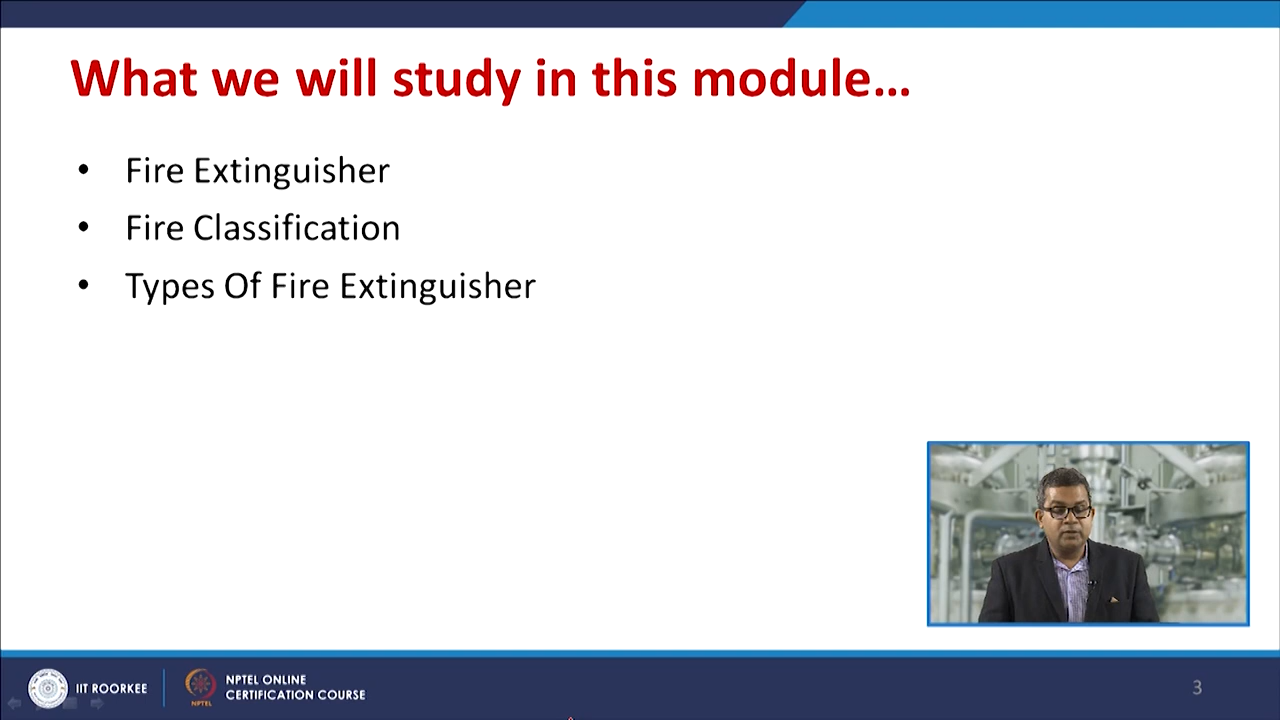 What we will study in this module...
• Fire Extinguisher
• Fire Classification
• Types Of Fire Extinguisher
IIT ROORKEE
NPTEL
NPTEL ONLINE
CERTIFICATION COURSE
3